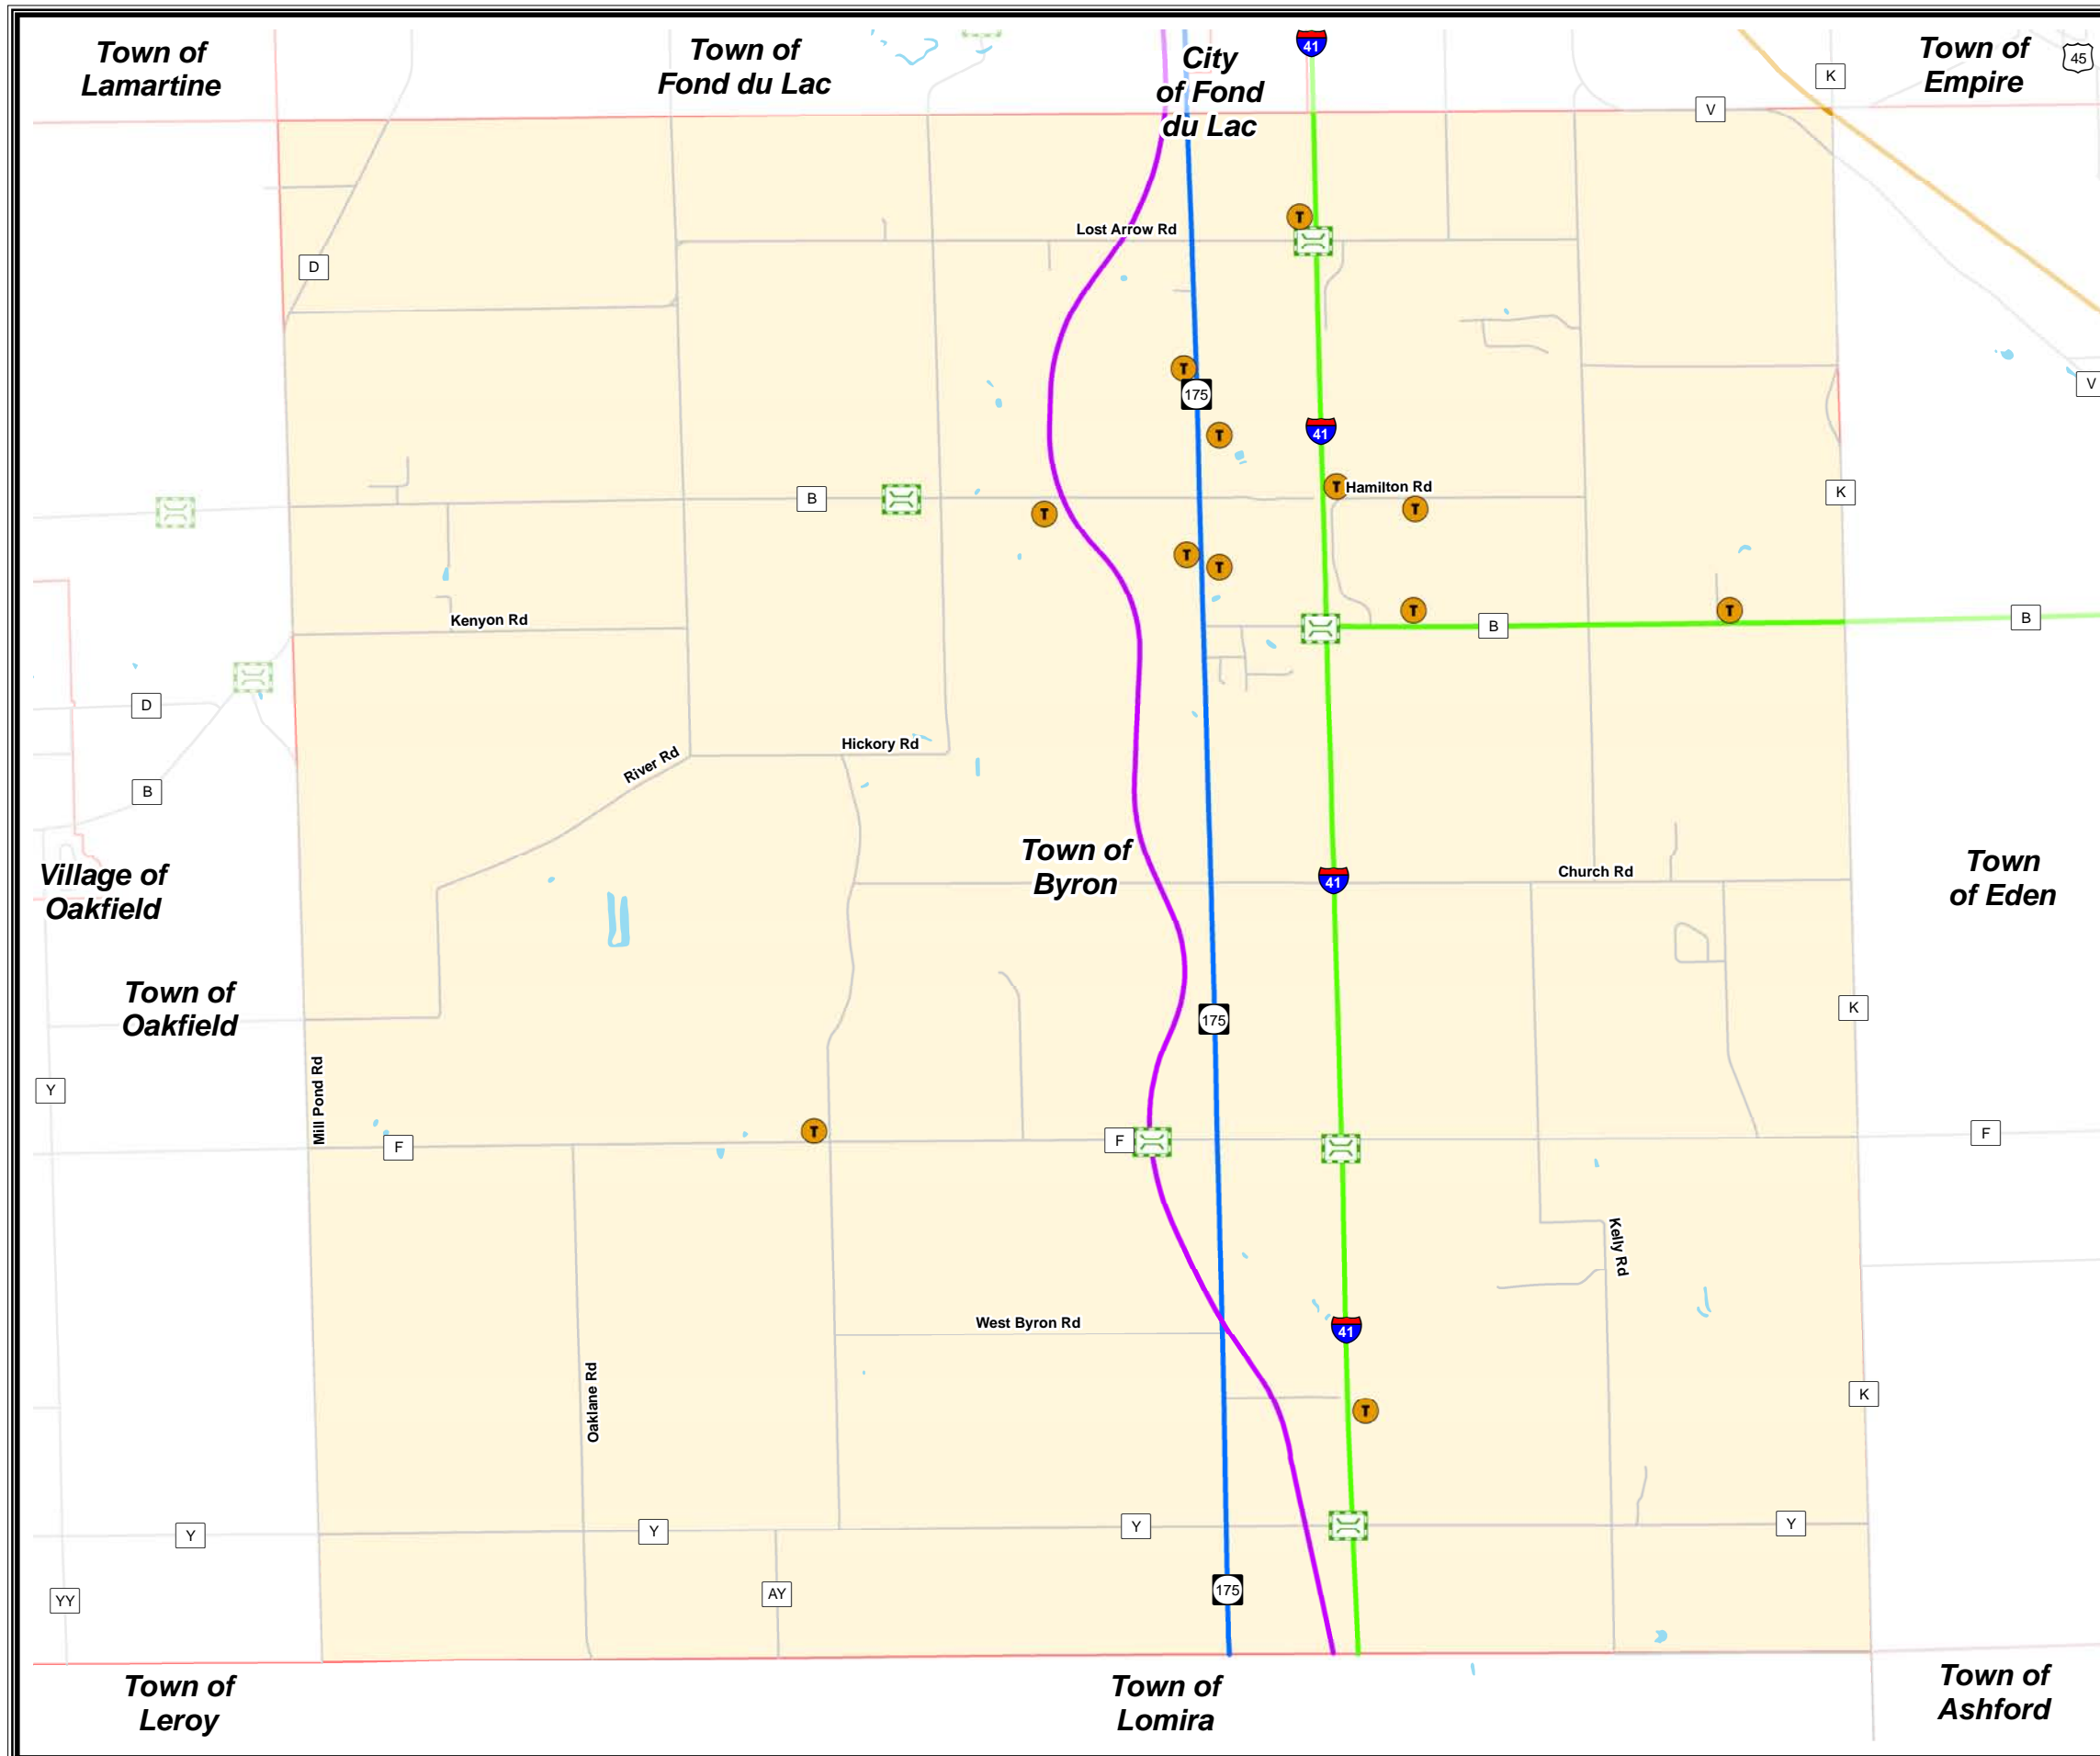 Town of
Lamartine
Town of
Fond du Lac
City
of Fond
du Lac
41
Town of
Empire
45
K
V
Lost Arrow Rd
T
D
T
175
V
T
41
T
Hamilton Rd
K
B
T
T
T
T
T
T
B
B
Kenyon Rd
D
Hickory Rd
River Rd
B
Town of
Byron
Church Rd
41
Village of
Oakfield
Town
of Eden
Town of
Oakfield
175
K
Y
Mill Pond Rd
T
F
F
F
Kelly Rd
West Byron Rd
41
Oaklane Rd
K
T
Y
Y
Y
Y
YY
AY
175
Town of
Leroy
Town of
Lomira
Town of
Ashford